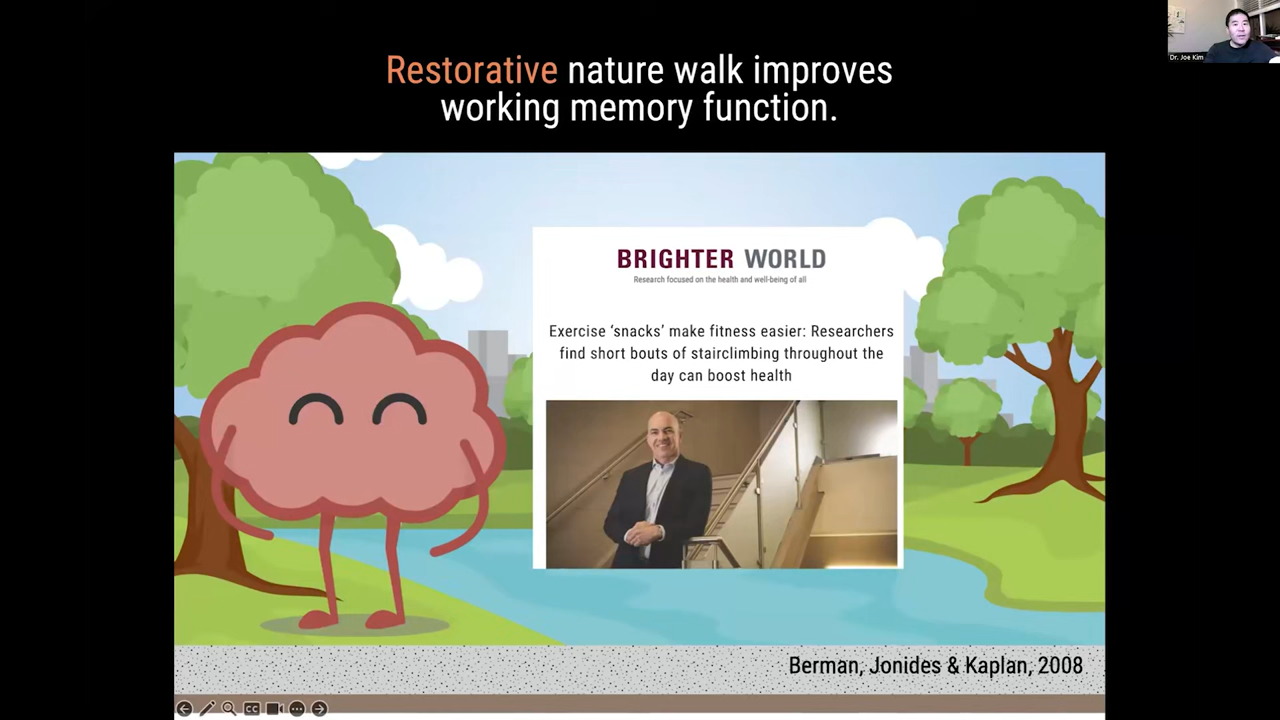 Restorative nature walk improves
working memory function.
Dr. Joe Kim
BRIGHTER WORLD
Research focused on the health and well-being of all
Exercise ‘snacks’ make fitness easier: Researchers
find short bouts of stairclimbing throughout the
day can boost health
Berman, Jonides & Kaplan, 2008
CC